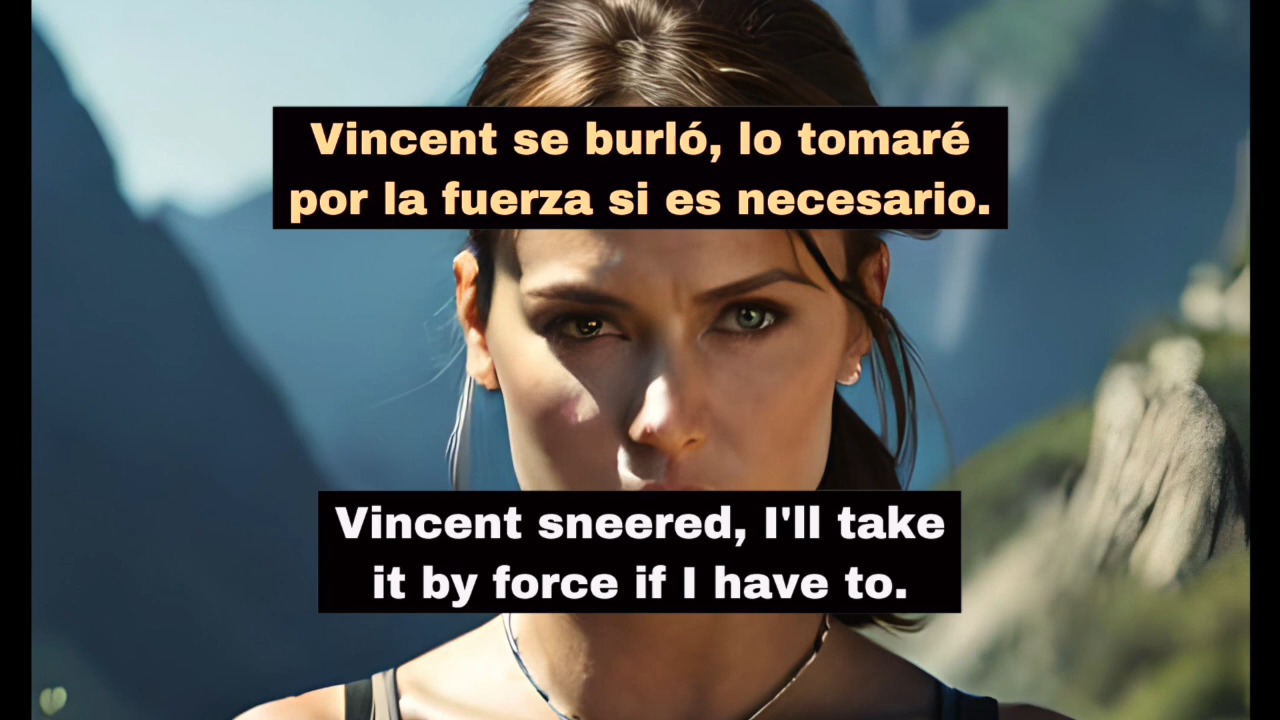 Vincent se burló, lo tomaré
por la fuerza si es necesario.
Vincent sneered, I'll take
it by force if I have to.